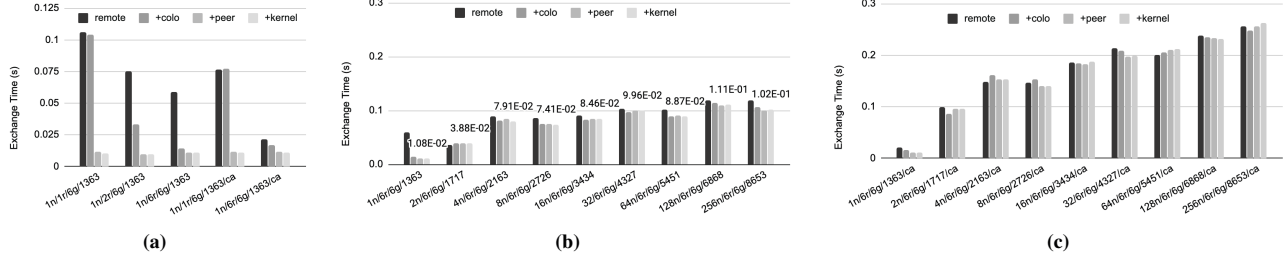 0.125
remote +colo +peer +kernel
0.1
0.075
0.05
0.025
0
Exchange Time (s)
1n/1r/6g/1363
1n/2r/6g/1363
1n/6r/6g/1363
1n/1r/6g/1363/ca
1n/6r/6g/1363/ca
(a)
0.3
remote +colo +peer +kernel
0.2
0.1
0.0
Exchange Time (s)
1.08E-02
3.88E-02
7.91E-02
7.41E-02
8.46E-02
9.96E-02
8.87E-02
1.11E-01
1.02E-01
1n/6r/6g/1363
2n/6r/6g/1717
4n/6r/6g/2163
8n/6r/6g/2726
16n/6r/6g/3434
32/6r/6g/4327
64n/6r/6g/5451
128n/6r/6g/6868
256n/6r/6g/8653
(b)
0.3
remote +colo +peer +kernel
0.2
0.1
0
Exchange Time (s)
1n/6r/6g/1363/ca
2n/6r/6g/1717/ca
4n/6r/6g/2163/ca
8n/6r/6g/2726/ca
16n/6r/6g/3434/ca
32/6r/6g/4327/ca
64n/6r/6g/5451/ca
128n/6r/6g/6868/ca
256n/6r/6g/8653/ca
(c)